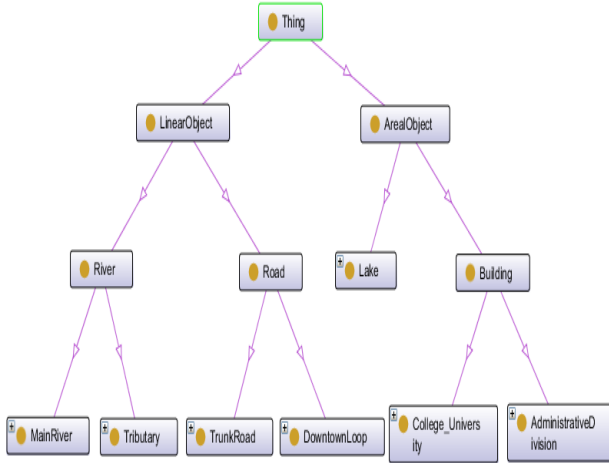 Thing
LinearObject
ArealObject
River
Road
Lake
Building
MainRiver
Tributary
TrunkRoad
DowntownLoop
College_Univers
ity
AdministrativeD
ivision